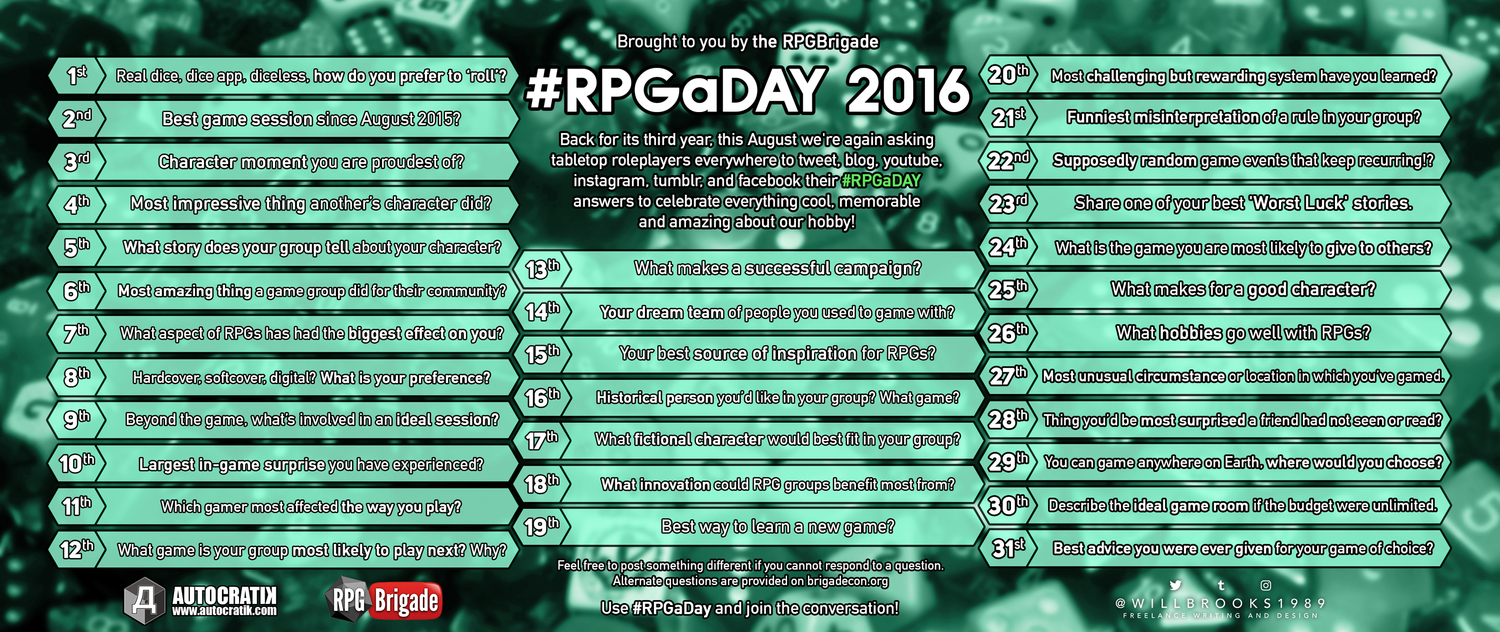 Brought to you by the RPGBrigade
#RPGaDAY 2016
Back for its third year, this August we're again asking
tabletop roleplayers everywhere to tweet, blog, youtube,
instagram, tumblr, and facebook their #RPGaDAY
answers to celebrate everything cool, memorable
and amazing about our hobby!
1st Real dice, dice app, diceless, how do you prefer to 'roll'?
2nd Best game session since August 2015?
3rd Character moment you are proudest of?
4th Most impressive thing another's character did?
5th What story does your group tell about your character?
6th Most amazing thing a game group did for their community?
7th What aspect of RPGs has had the biggest effect on you?
8th Hardcover, softcover, digital? What is your preference?
9th Beyond the game, what's involved in an ideal session?
10th Largest in-game surprise you have experienced?
11th Which gamer most affected the way you play?
12th What game is your group most likely to play next? Why?
13th What makes a successful campaign?
14th Your dream team of people you used to game with?
15th Your best source of inspiration for RPGs?
16th Historical person you'd like in your group? What game?
17th What fictional character would best fit in your group?
18th What innovation could RPG groups benefit most from?
19th Best way to learn a new game?
20th Most challenging but rewarding system have you learned?
21st Funniest misinterpretation of a rule in your group?
22nd Supposedly random game events that keep recurring!?
23rd Share one of your best 'Worst Luck' stories.
24th What is the game you are most likely to give to others?
25th What makes for a good character?
26th What hobbies go well with RPGs?
27th Most unusual circumstance or location in which you've gamed.
28th Thing you'd be most surprised a friend had not seen or read?
29th You can game anywhere on Earth, where would you choose?
30th Describe the ideal game room if the budget were unlimited.
31st Best advice you were ever given for your game of choice?
Feel free to post something different if you cannot respond to a question.
Alternate questions are provided on brigadecon.org
Use #RPGaDay and join the conversation!
AUTOCRATIK
www.autocratik.com
RPG Brigade
@WILLBROOKS1989
FREELANCE WRITING AND DESIGN